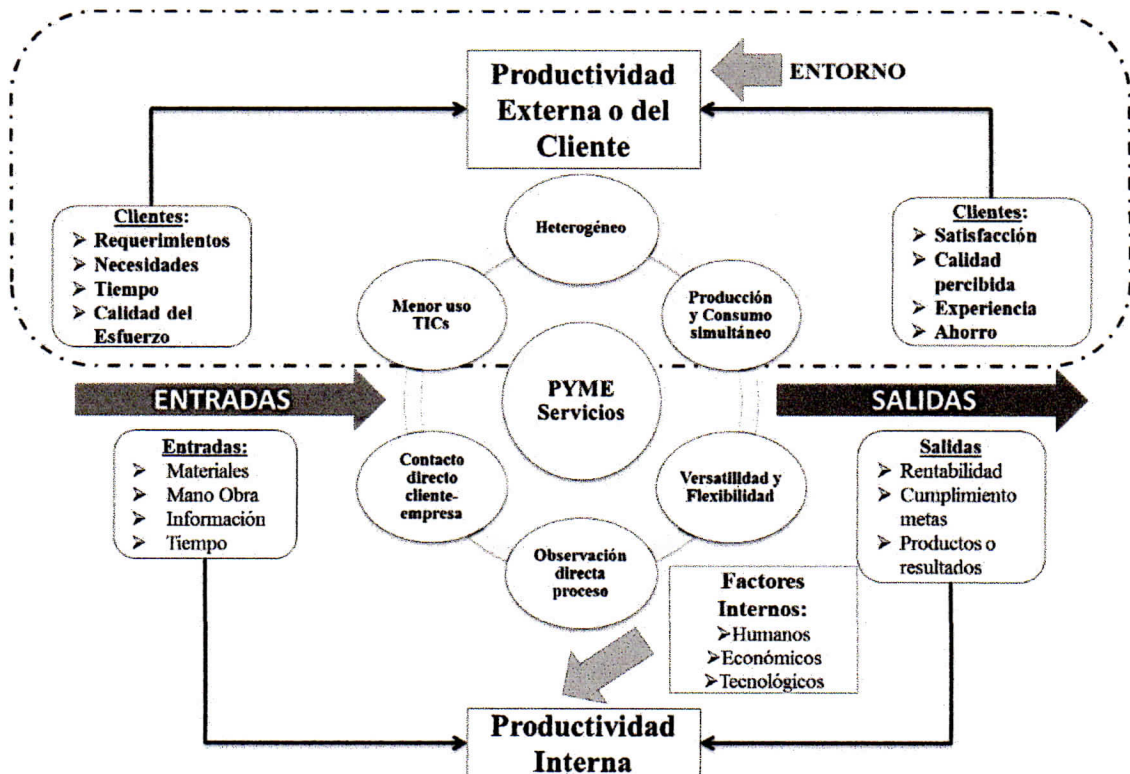 Productividad
Externa o del
Cliente
ENTORNO
Clientes:
➢ Requerimientos
➢ Necesidades
➢ Tiempo
➢ Calidad del
Esfuerzo
Heterogéneo
Menor uso
TICs
Producción
y Consumo
simultáneo
Clientes:
➢ Satisfacción
➢ Calidad
percibida
➢ Experiencia
➢ Ahorro
ENTRADAS
PYME
Servicios
SALIDAS
Entradas:
➢ Materiales
➢ Mano Obra
➢ Información
➢ Tiempo
Contacto
directo
cliente-
empresa
Versatilidad y
Flexibilidad
Observación
directa
proceso
Salidas
➢ Rentabilidad
➢ Cumplimiento
metas
➢ Productos o
resultados
Factores
Internos:
➢Humanos
➢Económicos
➢Tecnológicos
Productividad
Interna